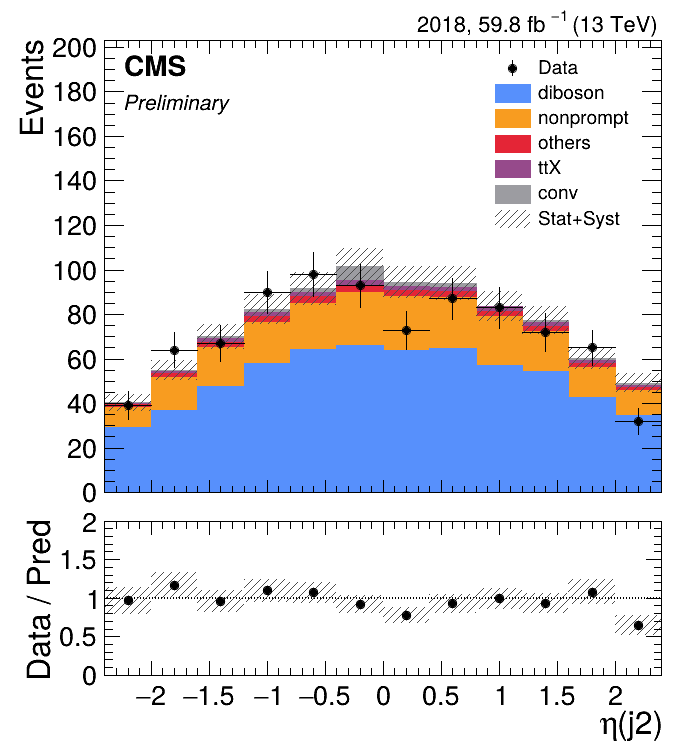 2018, 59.8 fb⁻¹ (13 TeV)
CMS
Preliminary
Data
diboson
nonprompt
others
ttX
conv
Stat+Syst
Events
200
180
160
140
120
100
80
60
40
20
0
Data / Pred
2
1.5
1
0.5
0
−2 −1.5 −1 −0.5 0 0.5 1 1.5 2
η(j2)